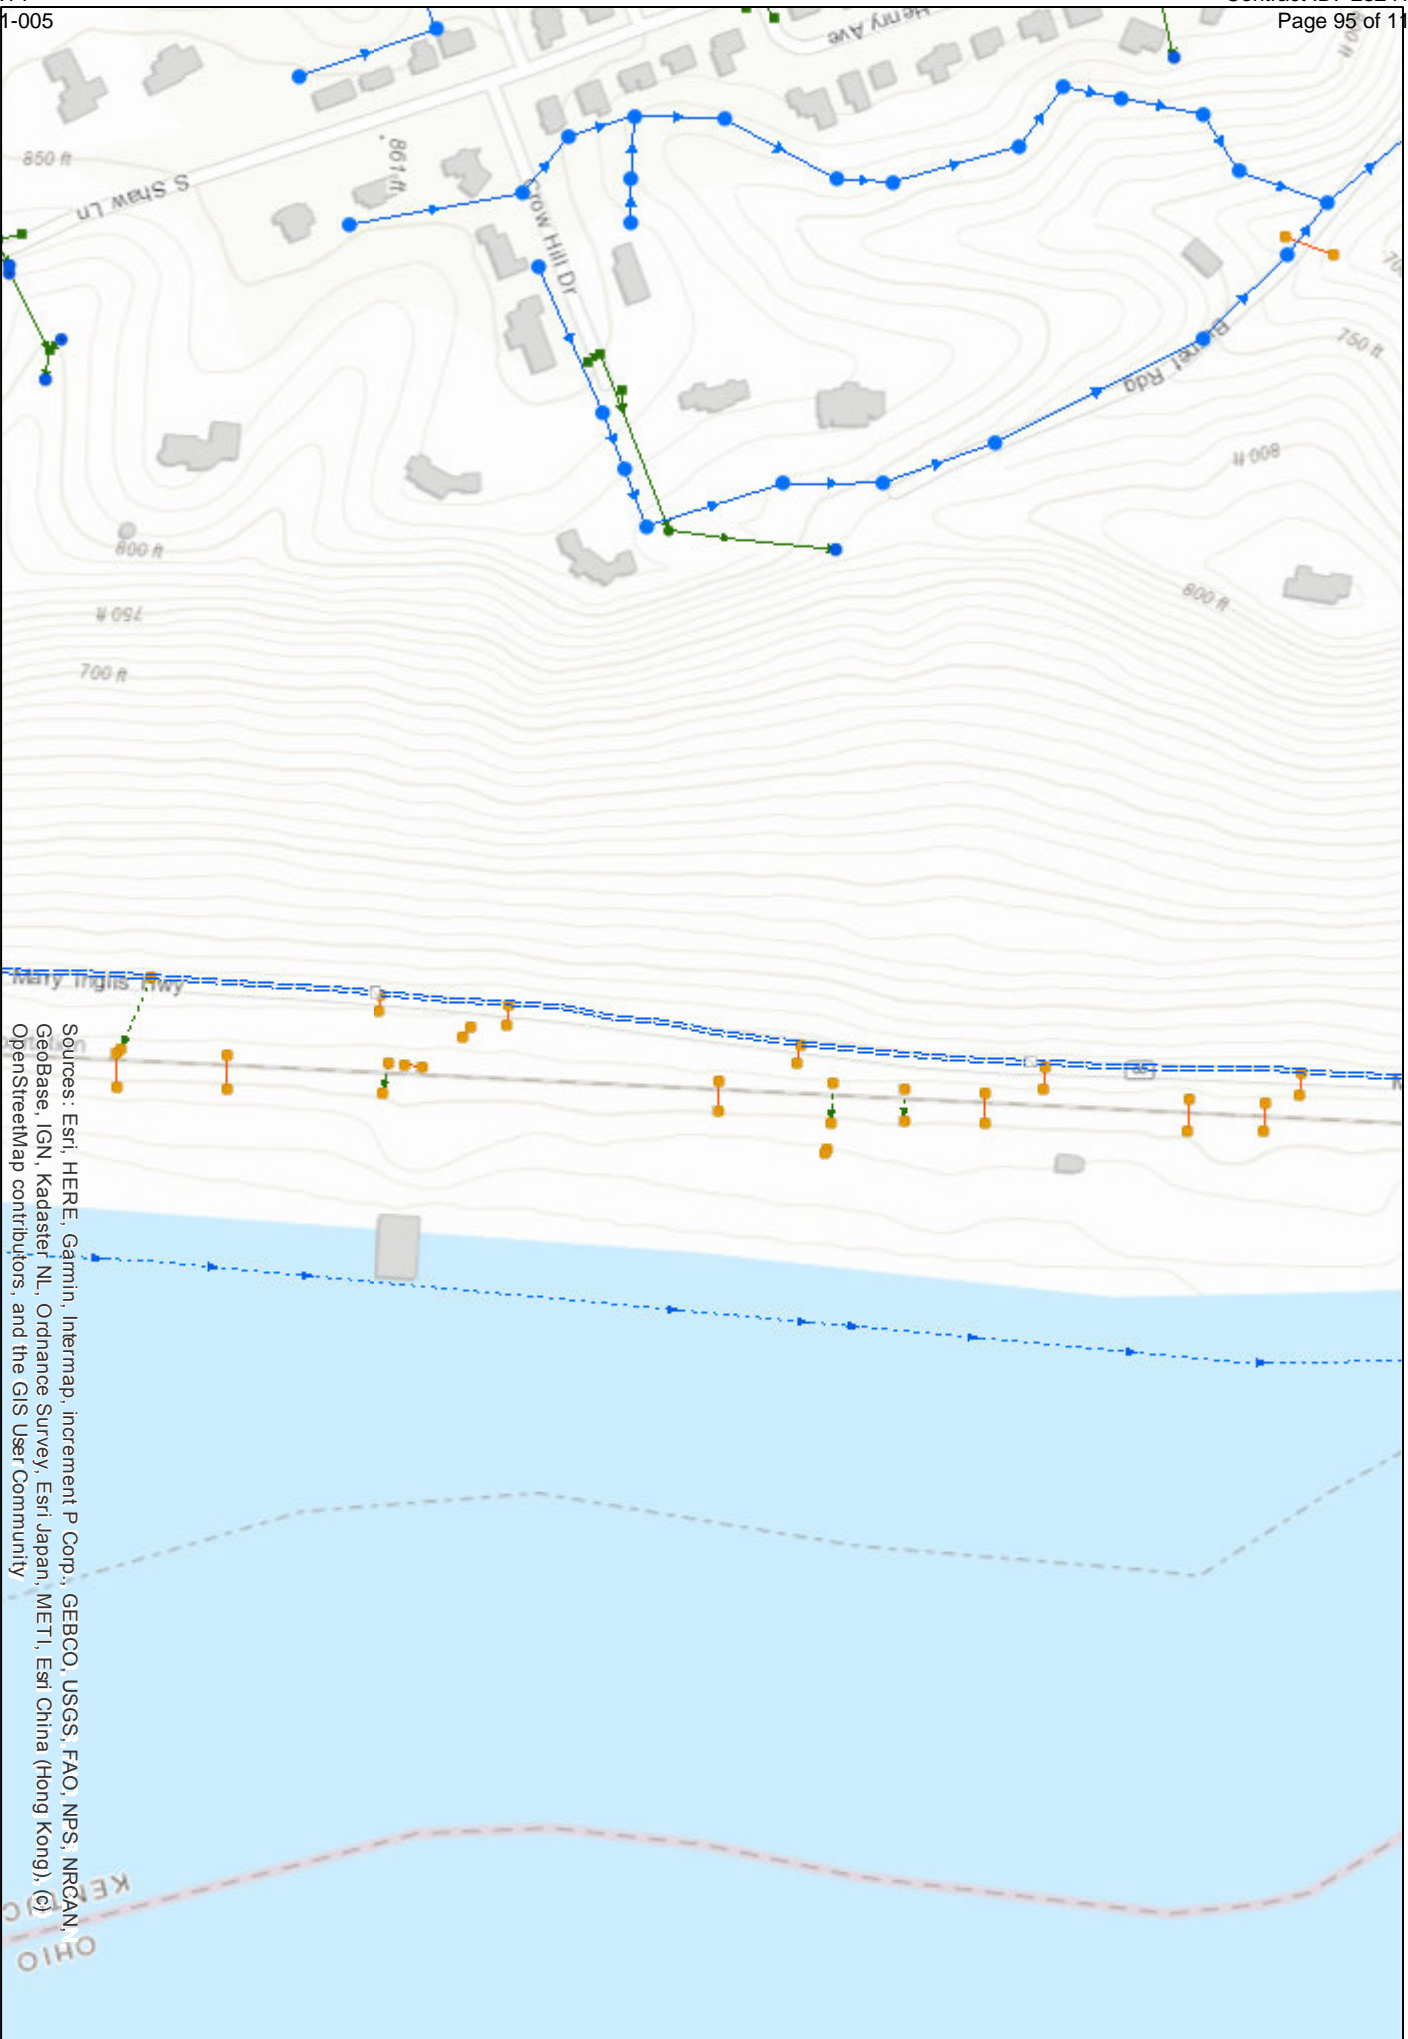 1-005
Page 95 of 11
Henry Ave
850 ft
861 ft
S Shaw Ln
Crow Hill Dr
750 ft
Rdg
800 ft
800 ft
800 ft
750 ft
700 ft
Mary Inglis Hwy
8
Sources: Esri, HERE, Garmin, Intermap, increment P Corp., GEBCO, USGS, FAO, NPS, NRCAN,
GeoBase, IGN, Kadaster NL, Ordnance Survey, Esri Japan, METI, Esri China (Hong Kong), (c)
OpenStreetMap contributors, and the GIS User Community
OHIO